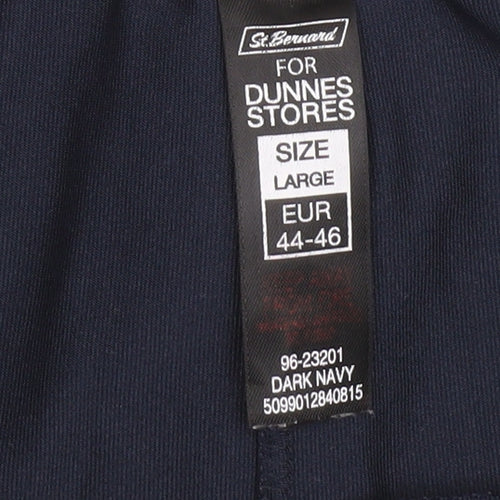 St. Bernard
FOR
DUNNES
STORES
SIZE
LARGE
EUR
44-46
96-23201
DARK NAVY
5099012840815